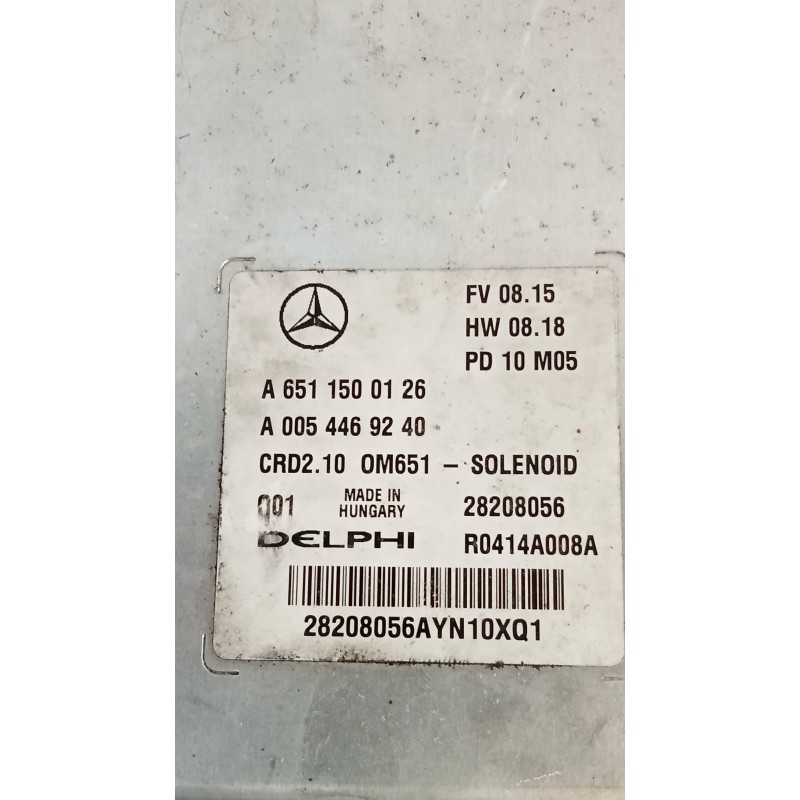 FV 08.15
HW 08.18
PD 10 M05
A 651 150 01 26
A 005 446 92 40
CRD2.10 OM651 - SOLENOID
001 MADE IN HUNGARY 28208056
DELPHI R0414A008A
28208056AYN10XQ1